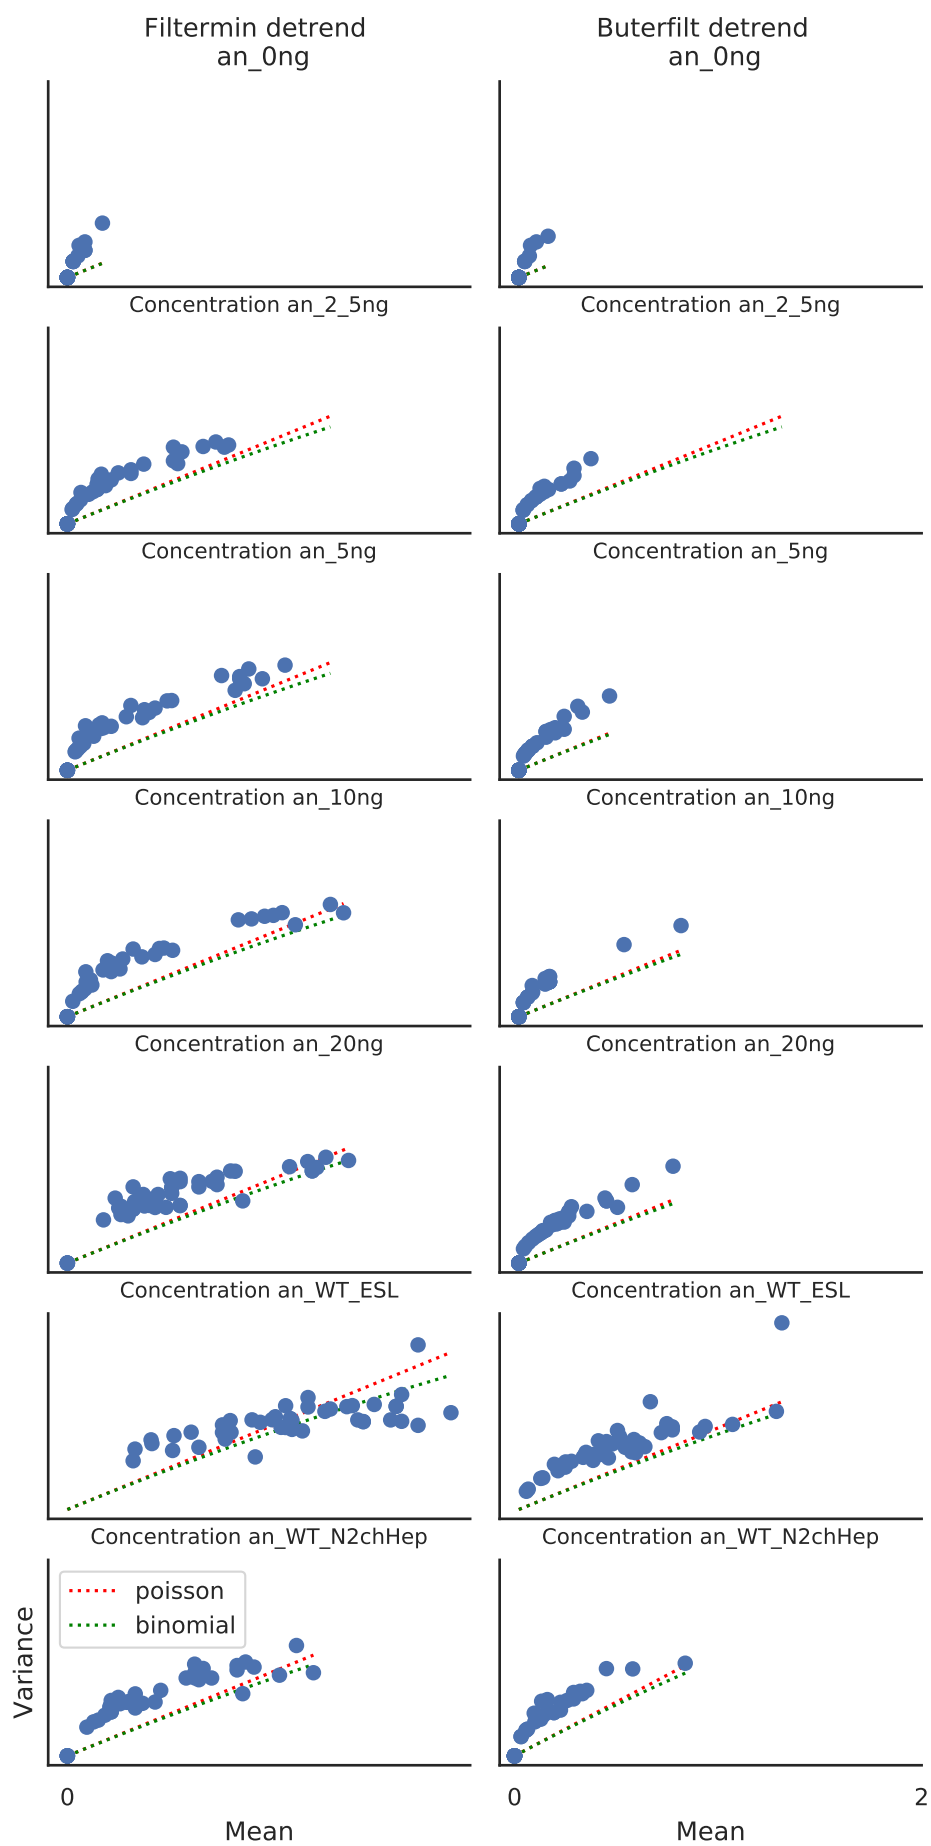 Filtermin detrend
an_0ng
Buterfilt detrend
an_0ng
Concentration an_2_5ng
Concentration an_2_5ng
Concentration an_5ng
Concentration an_5ng
Concentration an_10ng
Concentration an_10ng
Concentration an_20ng
Concentration an_20ng
Concentration an_WT_ESL
Concentration an_WT_ESL
Concentration an_WT_N2chHep
Concentration an_WT_N2chHep
poisson
binomial
Variance
0
0
2
Mean
Mean